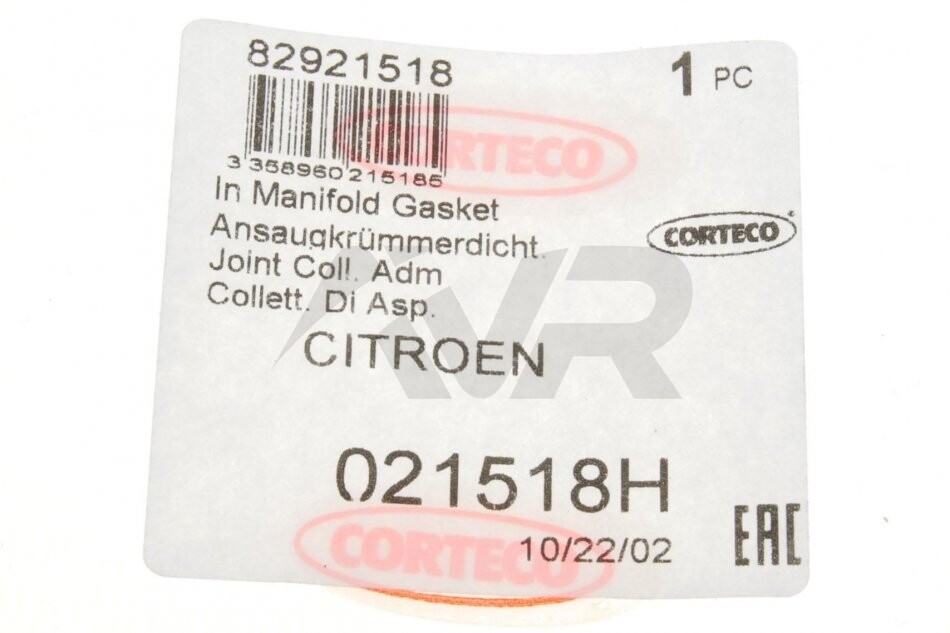 82921518
1 PC
CORTECO
3 358960 215186
In Manifold Gasket
Ansaugkrümmerdicht.
CORTECO
Joint Coll. Adm
Collett. Di Asp.
VR
CITROEN
021518H
10/22/02
EAC
CORTECO